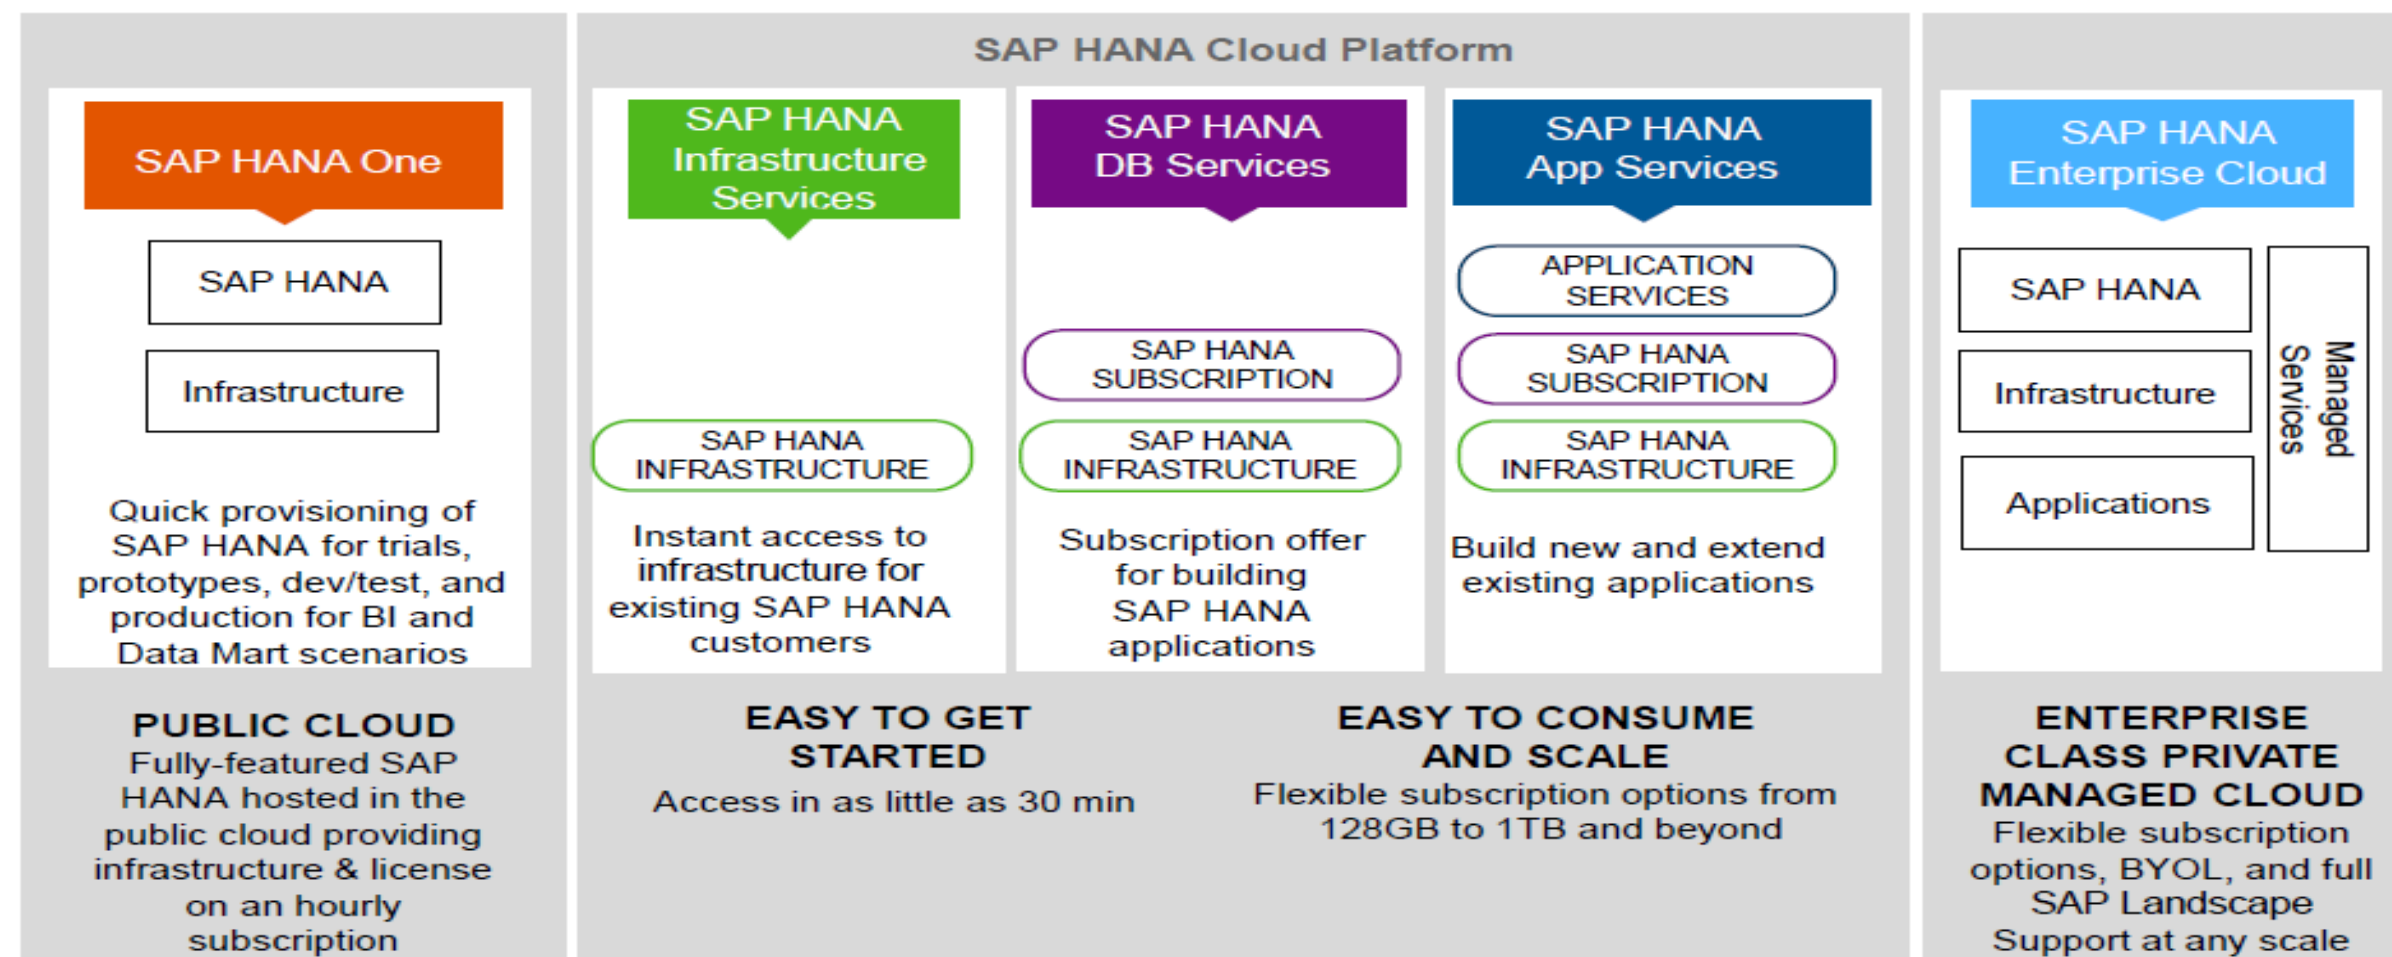 SAP HANA One
SAP HANA
Infrastructure
Quick provisioning of
SAP HANA for trials,
prototypes, dev/test, and
production for BI and
Data Mart scenarios
PUBLIC CLOUD
Fully-featured SAP
HANA hosted in the
public cloud providing
infrastructure & license
on an hourly
subscription
SAP HANA Cloud Platform
SAP HANA
Infrastructure
Services
SAP HANA
INFRASTRUCTURE
Instant access to
infrastructure for
existing SAP HANA
customers
SAP HANA
DB Services
SAP HANA
SUBSCRIPTION
SAP HANA
INFRASTRUCTURE
Subscription offer
for building
SAP HANA
applications
SAP HANA
App Services
APPLICATION
SERVICES
SAP HANA
SUBSCRIPTION
SAP HANA
INFRASTRUCTURE
Build new and extend
existing applications
EASY TO GET
STARTED
Access in as little as 30 min
EASY TO CONSUME
AND SCALE
Flexible subscription options from
128GB to 1TB and beyond
SAP HANA
Enterprise Cloud
SAP HANA
Infrastructure
Applications
Managed
Services
ENTERPRISE
CLASS PRIVATE
MANAGED CLOUD
Flexible subscription
options, BYOL, and full
SAP Landscape
Support at any scale